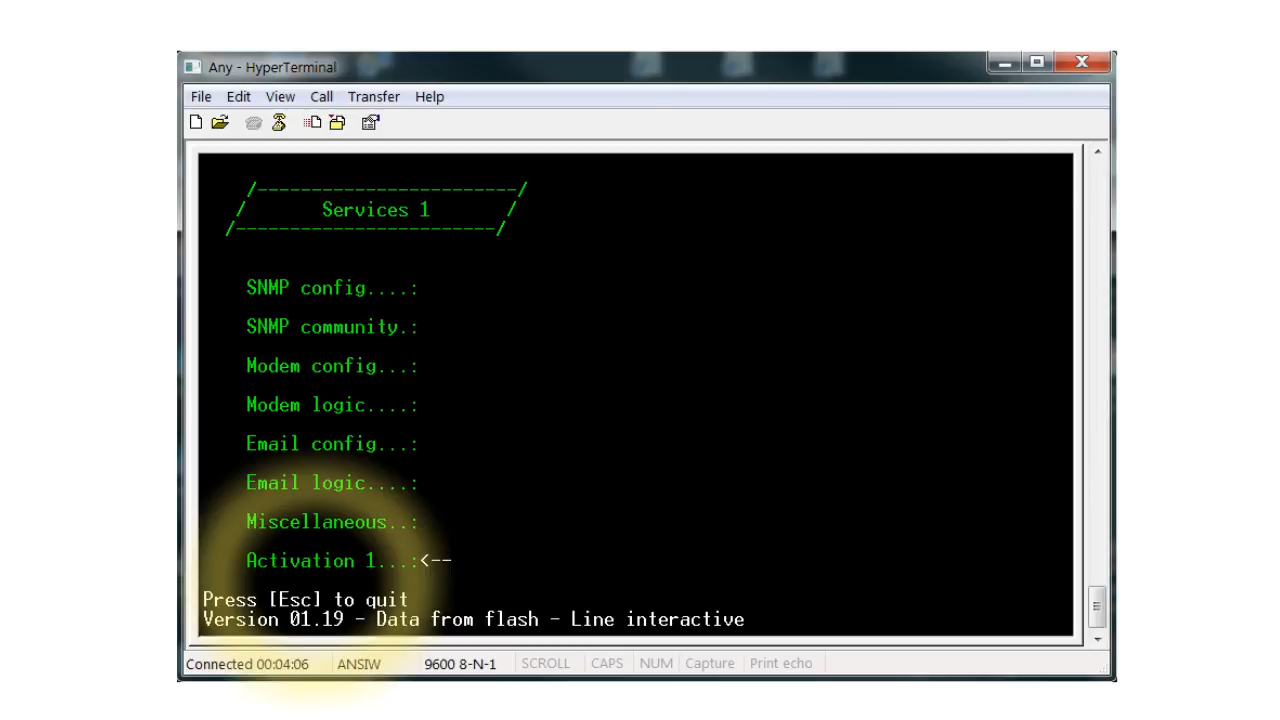 Any - HyperTerminal
File Edit View Call Transfer Help
/------------------------/
/ Services 1 /
/------------------------/
SNMP config....:
SNMP community.:
Modem config...:
Modem logic....:
Email config...:
Email logic....:
Miscellaneous..:
Activation 1...:<--
Press [Esc] to quit
Version 01.19 - Data from flash - Line interactive
Connected 00:04:06 ANSIW 9600 8-N-1 SCROLL CAPS NUM Capture Print echo